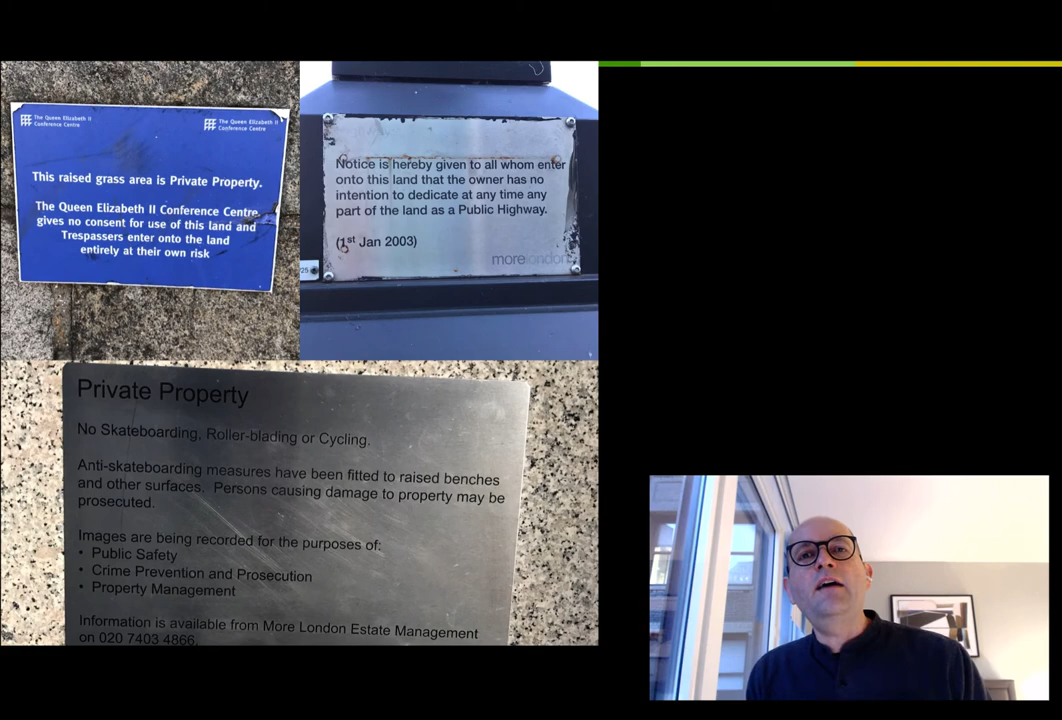 The Queen Elizabeth II
Conference Centre
The Queen Elizabeth II
Conference Centre
This raised grass area is Private Property.
The Queen Elizabeth II Conference Centre
gives no consent for use of this land and
Trespassers enter onto the land
entirely at their own risk
Notice is hereby given to all whom enter
onto this land that the owner has no
intention to dedicate at any time any
part of the land as a Public Highway.
(1st Jan 2003)
morelondon
25
Private Property
No Skateboarding, Roller-blading or Cycling.
Anti-skateboarding measures have been fitted to raised benches
and other surfaces. Persons causing damage to property may be
prosecuted.
Images are being recorded for the purposes of:
• Public Safety
• Crime Prevention and Prosecution
• Property Management
Information is available from More London Estate Management
on 020 7403 4866.